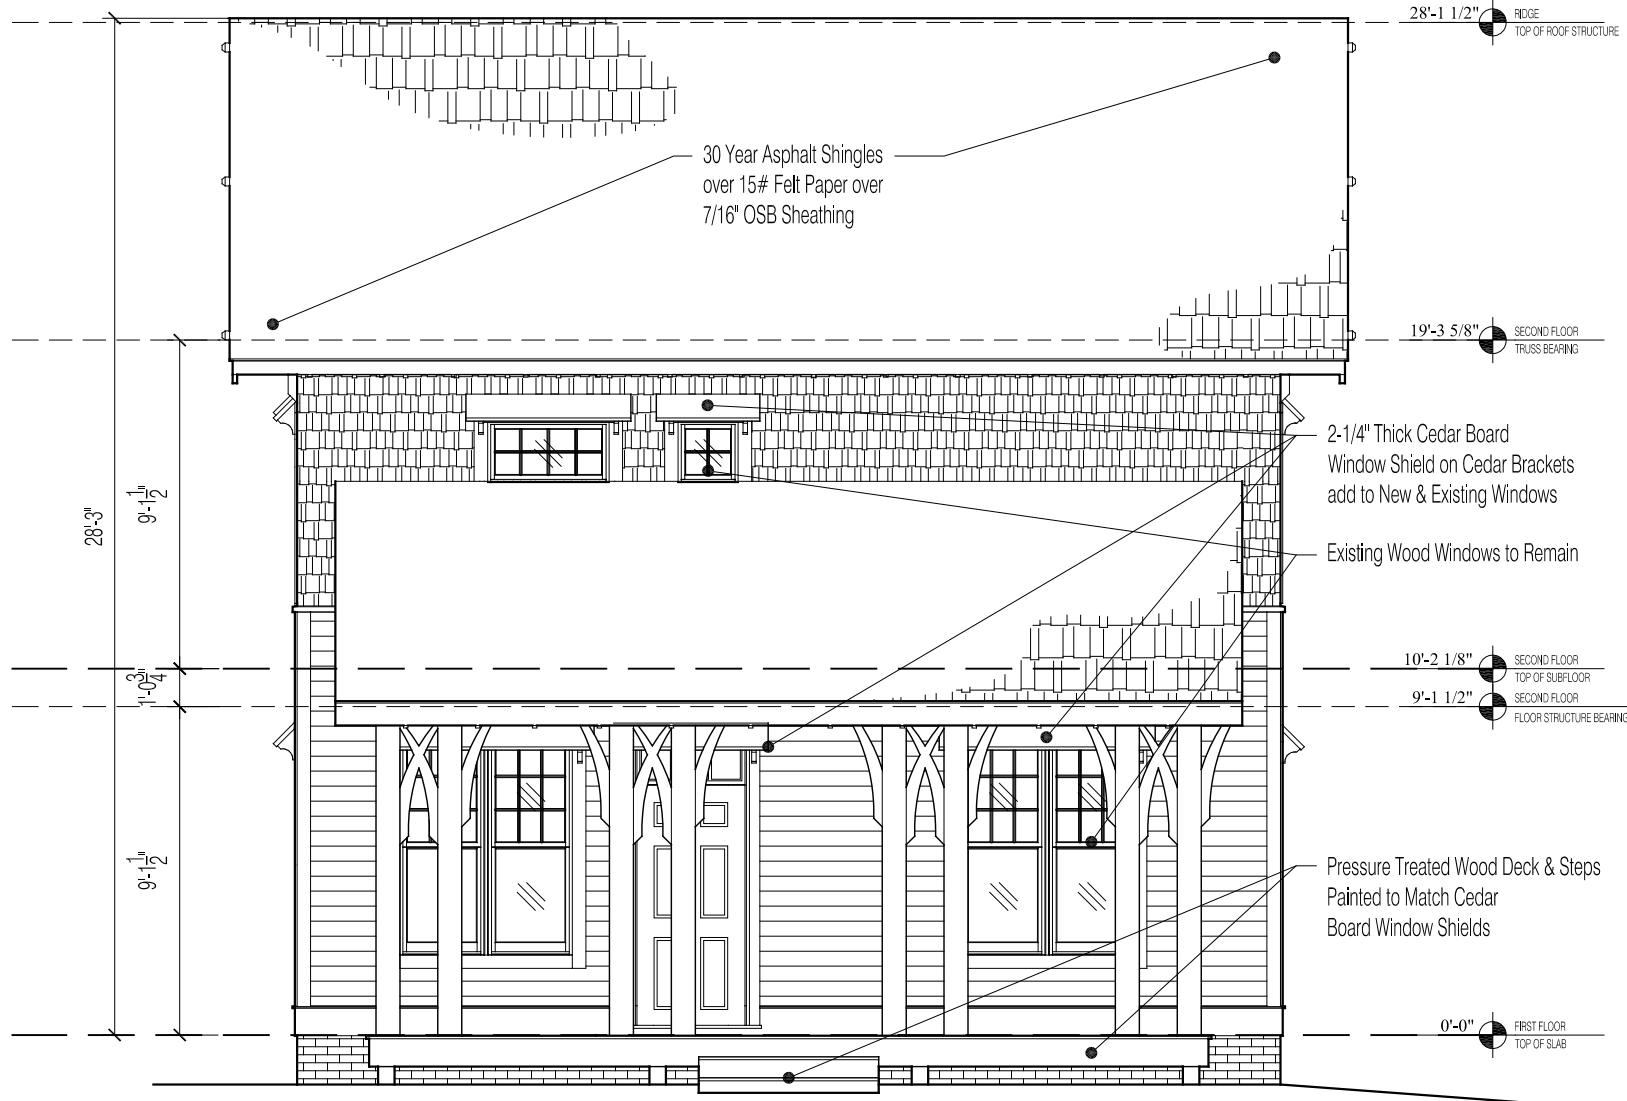 28'-1 1/2"
RIDGE
TOP OF ROOF STRUCTURE
30 Year Asphalt Shingles
over 15# Felt Paper over
7/16" OSB Sheathing
19'-3 5/8"
SECOND FLOOR
TRUSS BEARING
2-1/4" Thick Cedar Board
Window Shield on Cedar Brackets
add to New & Existing Windows
9'-1 1/2"
28'-3"
Existing Wood Windows to Remain
10'-2 1/8"
SECOND FLOOR
TOP OF SUBFLOOR
1'-0 3/4"
9'-1 1/2"
SECOND FLOOR
FLOOR STRUCTURE BEARING
9'-1 1/2"
Pressure Treated Wood Deck & Steps
Painted to Match Cedar
Board Window Shields
0'-0"
FIRST FLOOR
TOP OF SLAB